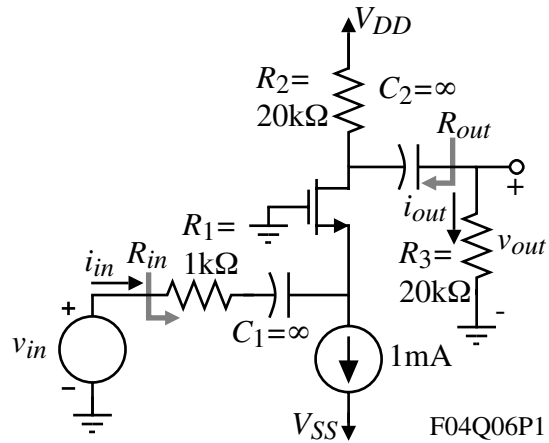 V_DD
R_2=
20kΩ
C_2=∞
R_out
+
i_out
v_out
R_3=
20kΩ
-
R_1=
1kΩ
i_in
R_in
C_1=∞
+
v_in
-
1mA
V_SS
F04Q06P1